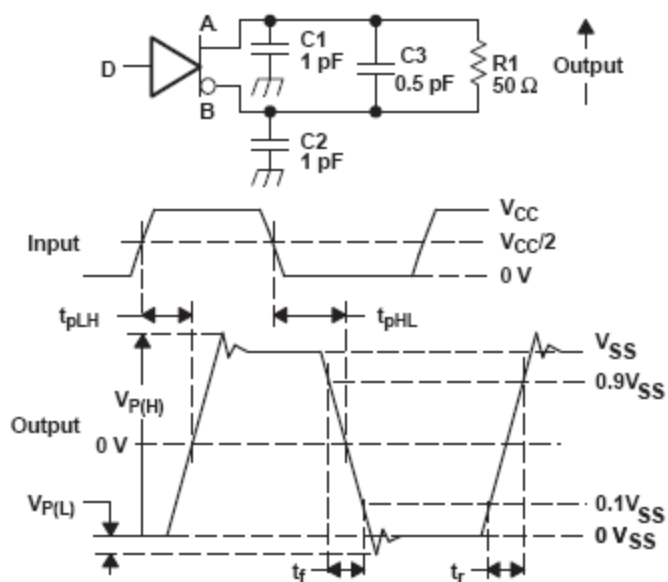 A
C1
1 pF
C3
0.5 pF
R1
50 Ω
Output
D
B
C2
1 pF
VCC
Input
VCC/2
0 V
tpLH
tpHL
VSS
0.9VSS
VP(H)
Output
0 V
0.1VSS
VP(L)
0 VSS
tf
tr